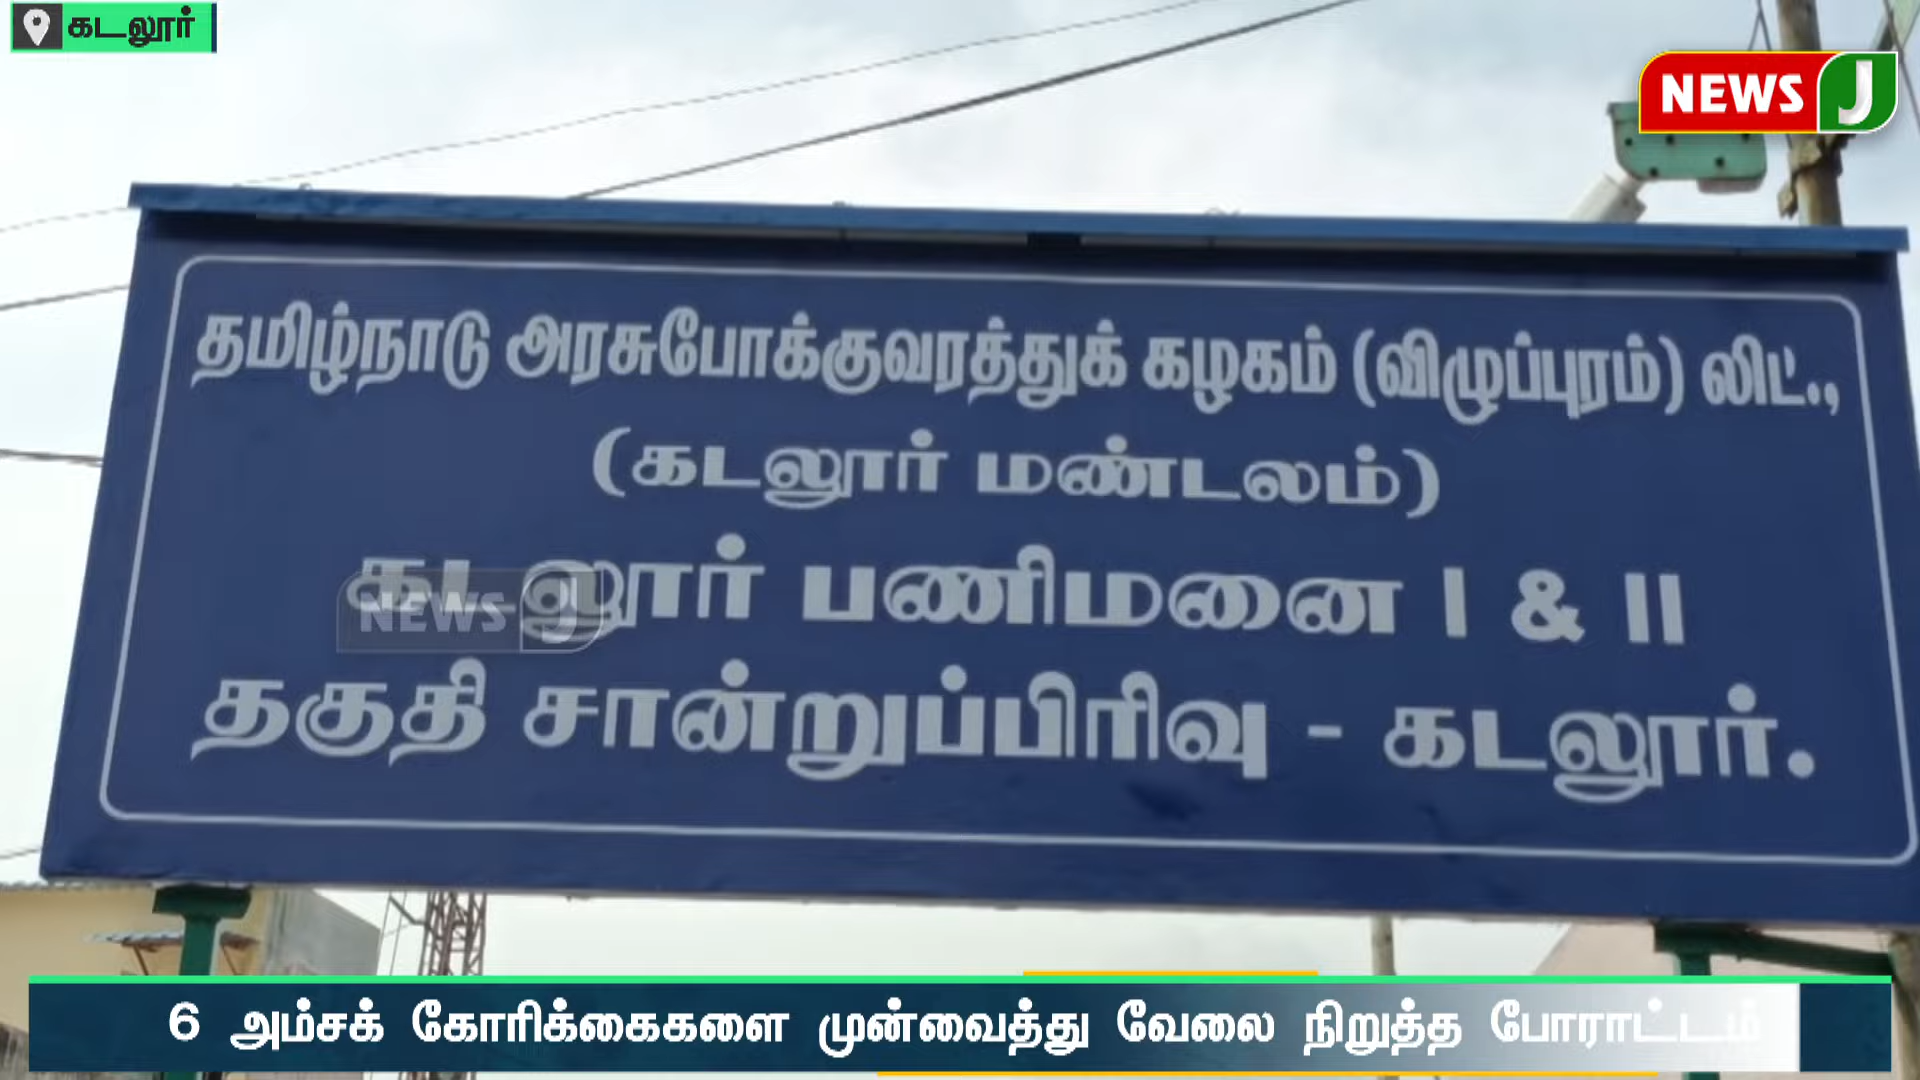 கடலூர்
NEWS J
தமிழ்நாடு அரசுபோக்குவரத்துக் கழகம் (விழுப்புரம்) லிட்.,
(கடலூர் மண்டலம்)
கடலூர் பணிமனை I & II
NEWS J
தகுதி சான்றுப்பிரிவு - கடலூர்.
6 அம்சக் கோரிக்கைகளை முன்வைத்து வேலை நிறுத்த போராட்டம்